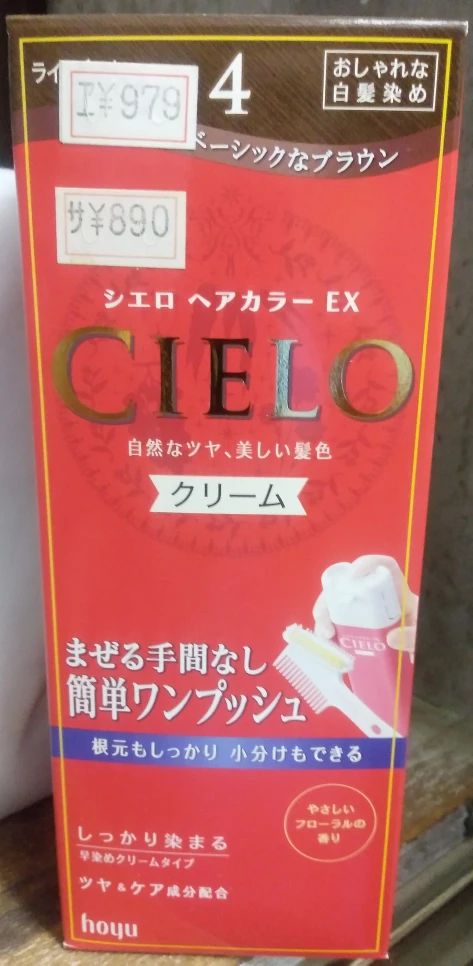 エ¥979
4
おしゃれな
白髪染め
ベーシックなブラウン
サ¥890
シエロ ヘアカラー EX
CIELO
自然なツヤ、美しい髪色
クリーム
CIELO
まぜる手間なし
簡単ワンプッシュ
根元もしっかり 小分けもできる
やさしい
フローラルの
香り
しっかり染まる
早染めクリームタイプ
ツヤ&ケア成分配合
hoyu